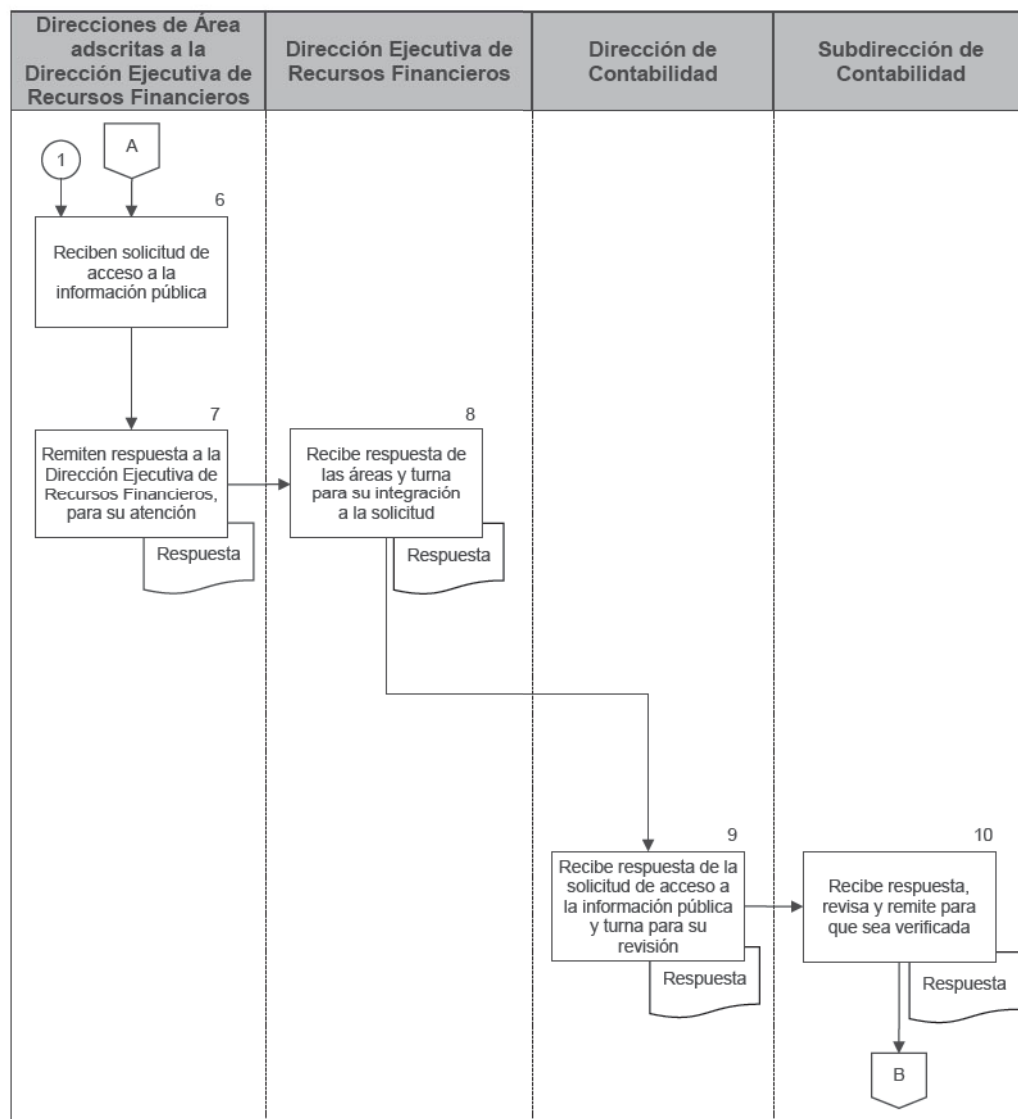 Direcciones de Área
adscritas a la
Dirección Ejecutiva de
Recursos Financieros
Dirección Ejecutiva de
Recursos Financieros
Dirección de
Contabilidad
Subdirección de
Contabilidad
1
A
6
Reciben solicitud de
acceso a la
información pública
7
Remiten respuesta a la
Dirección Ejecutiva de
Recursos Financieros,
para su atención
Respuesta
8
Recibe respuesta de
las áreas y turna
para su integración
a la solicitud
Respuesta
9
Recibe respuesta de la
solicitud de acceso a
la información pública
y turna para su
revisión
Respuesta
10
Recibe respuesta,
revisa y remite para
que sea verificada
Respuesta
B